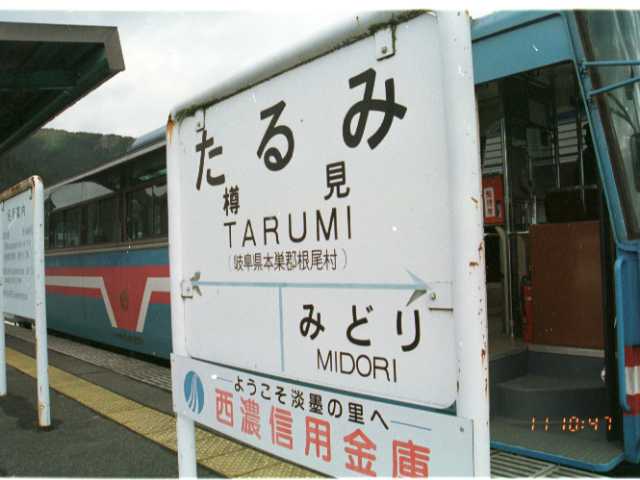 たるみ
樽見
TARUMI
(岐阜県本巣郡根尾村)
みどり
MIDORI
ようこそ淡墨の里へ
西濃信用金庫
11 10:47